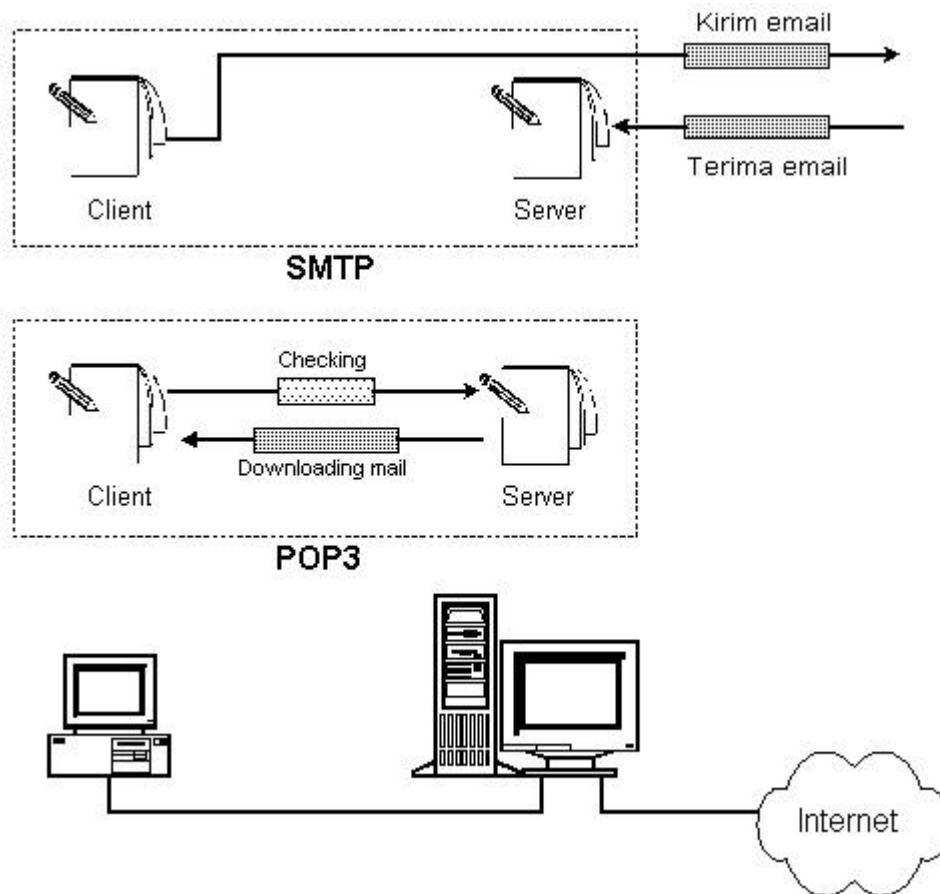 Kirim email
Terima email
Client
Server
SMTP
Checking
Downloading mail
Client
Server
POP3
Internet